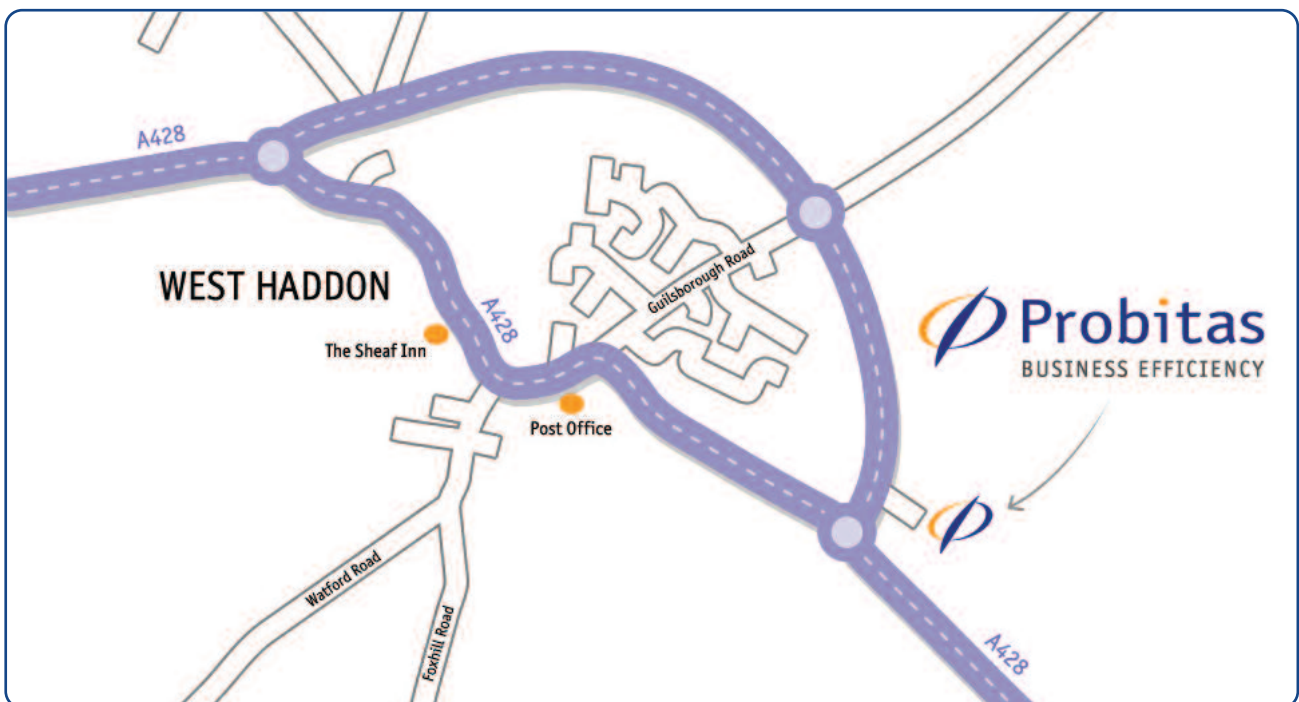 A428
WEST HADDON
A428
The Sheaf Inn
Post Office
Guilsborough Road
Probitas
BUSINESS EFFICIENCY
Watford Road
Foxhill Road
A428